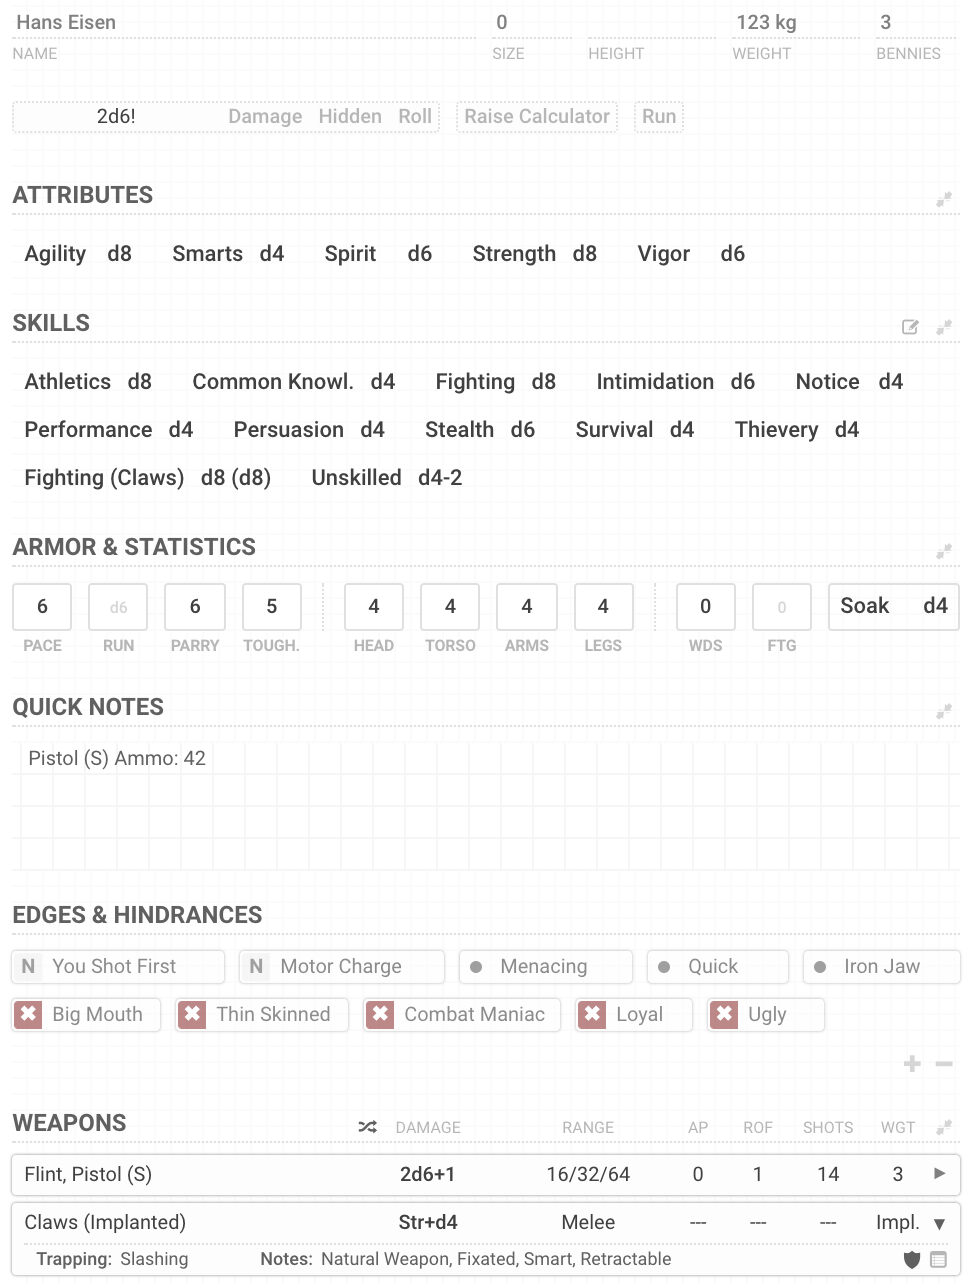 Hans Eisen 0 123 kg 3
NAME SIZE HEIGHT WEIGHT BENNIES
2d6! Damage Hidden Roll Raise Calculator Run
ATTRIBUTES
Agility d8 Smarts d4 Spirit d6 Strength d8 Vigor d6
SKILLS
Athletics d8 Common Knowl. d4 Fighting d8 Intimidation d6 Notice d4
Performance d4 Persuasion d4 Stealth d6 Survival d4 Thievery d4
Fighting (Claws) d8 (d8) Unskilled d4-2
ARMOR & STATISTICS
6 d6 6 5 4 4 4 4 0 0 Soak d4
PACE RUN PARRY TOUGH. HEAD TORSO ARMS LEGS WDS FTG
QUICK NOTES
Pistol (S) Ammo: 42
EDGES & HINDRANCES
N You Shot First N Motor Charge Menacing Quick Iron Jaw
Big Mouth Thin Skinned Combat Maniac Loyal Ugly
WEAPONS DAMAGE RANGE AP ROF SHOTS WGT
Flint, Pistol (S) 2d6+1 16/32/64 0 1 14 3
Claws (Implanted) Str+d4 Melee --- --- --- Impl.
Trapping: Slashing Notes: Natural Weapon, Fixated, Smart, Retractable